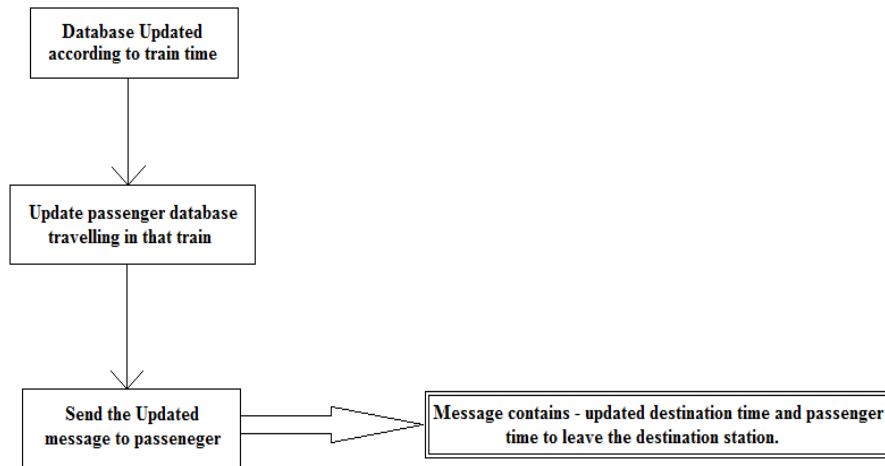 Database Updated
according to train time
Update passenger database
travelling in that train
Send the Updated
message to passeneger
Message contains - updated destination time and passenger
time to leave the destination station.